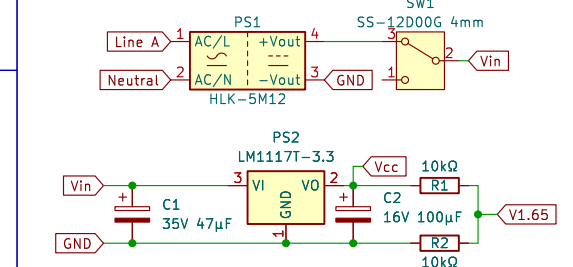 SW1
PS1
SS-12D00G 4mm
Line A
1
AC/L
+Vout
4
3
2
Vin
Neutral
2
AC/N
−Vout
3
GND
1
HLK-5M12
PS2
LM1117T-3.3
Vcc
10kΩ
Vin
3
VI
VO
2
R1
+
C1
35V 47µF
GND
+
C2
16V 100µF
V1.65
1
GND
R2
10kΩ